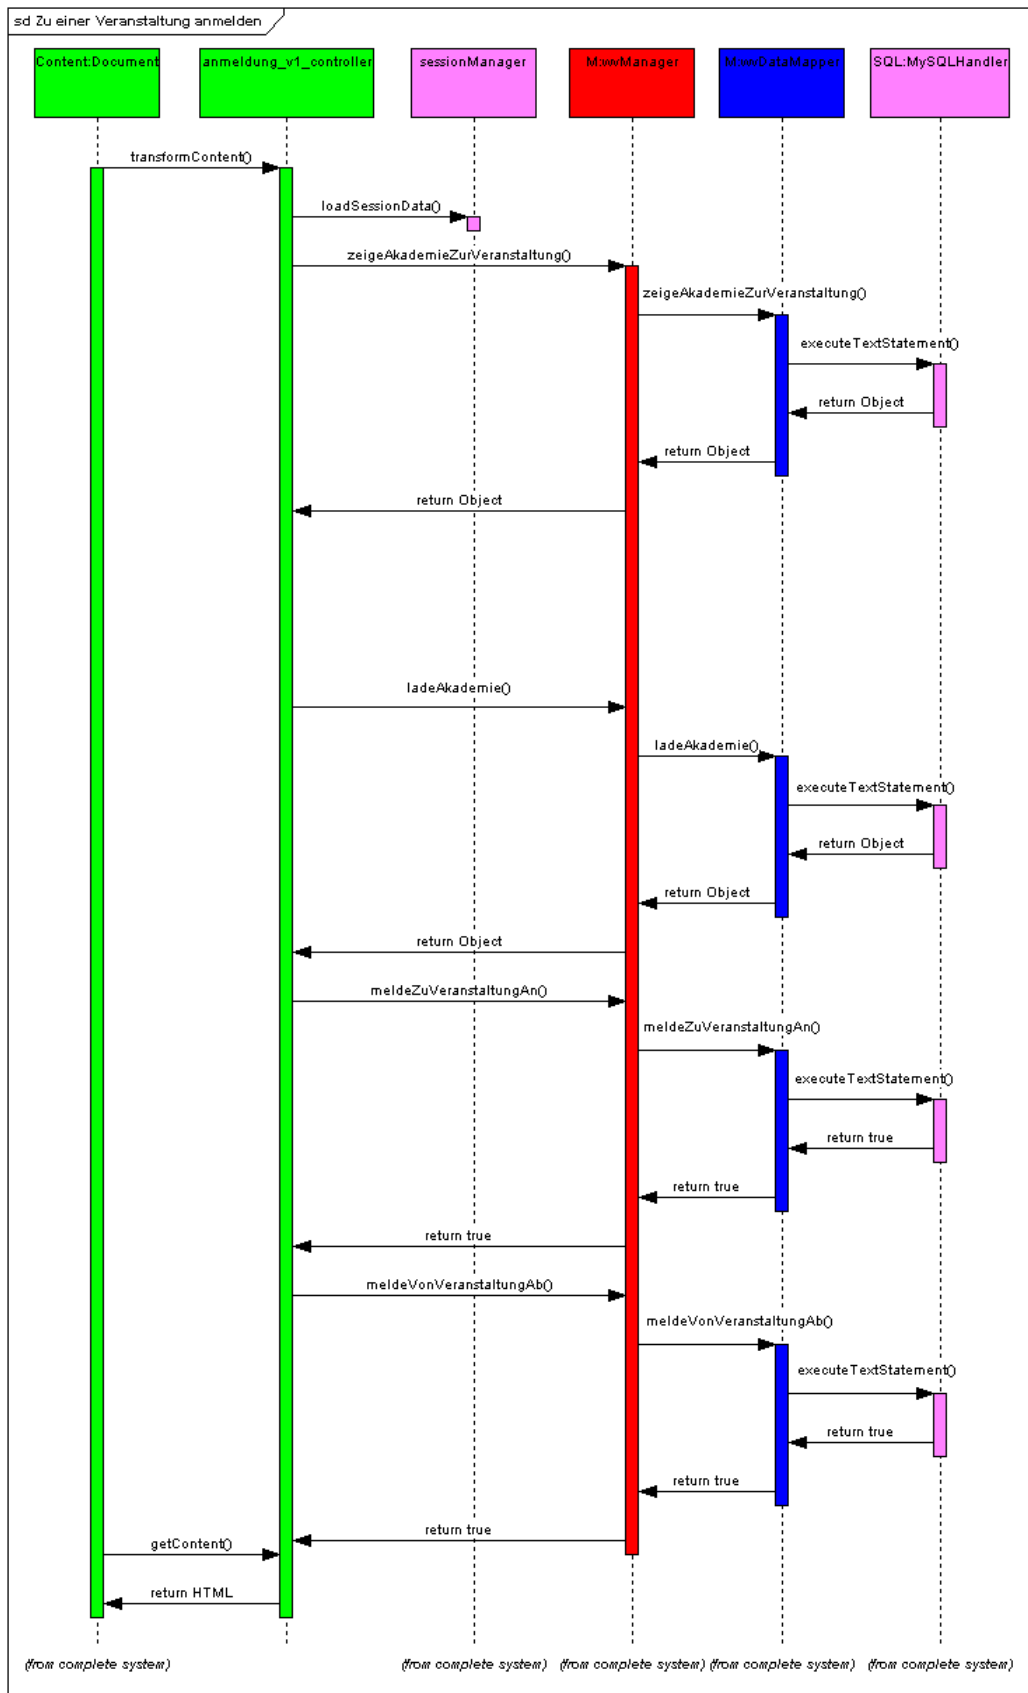 sd Zu einer Veranstaltung anmelden
Content:Document
anmeldung_v1_controller
sessionManager
M:wvManager
M:wvDataMapper
SQL:MySQLHandler
transformContent()
loadSessionData()
zeigeAkademieZurVeranstaltung()
zeigeAkademieZurVeranstaltung()
executeTextStatement()
return Object
return Object
return Object
ladeAkademie()
ladeAkademie()
executeTextStatement()
return Object
return Object
return Object
meldeZuVeranstaltungAn()
meldeZuVeranstaltungAn()
executeTextStatement()
return true
return true
return true
meldeVonVeranstaltungAb()
meldeVonVeranstaltungAb()
executeTextStatement()
return true
return true
return true
getContent()
return HTML
(from complete system)
(from complete system)
(from complete system)
(from complete system)
(from complete system)